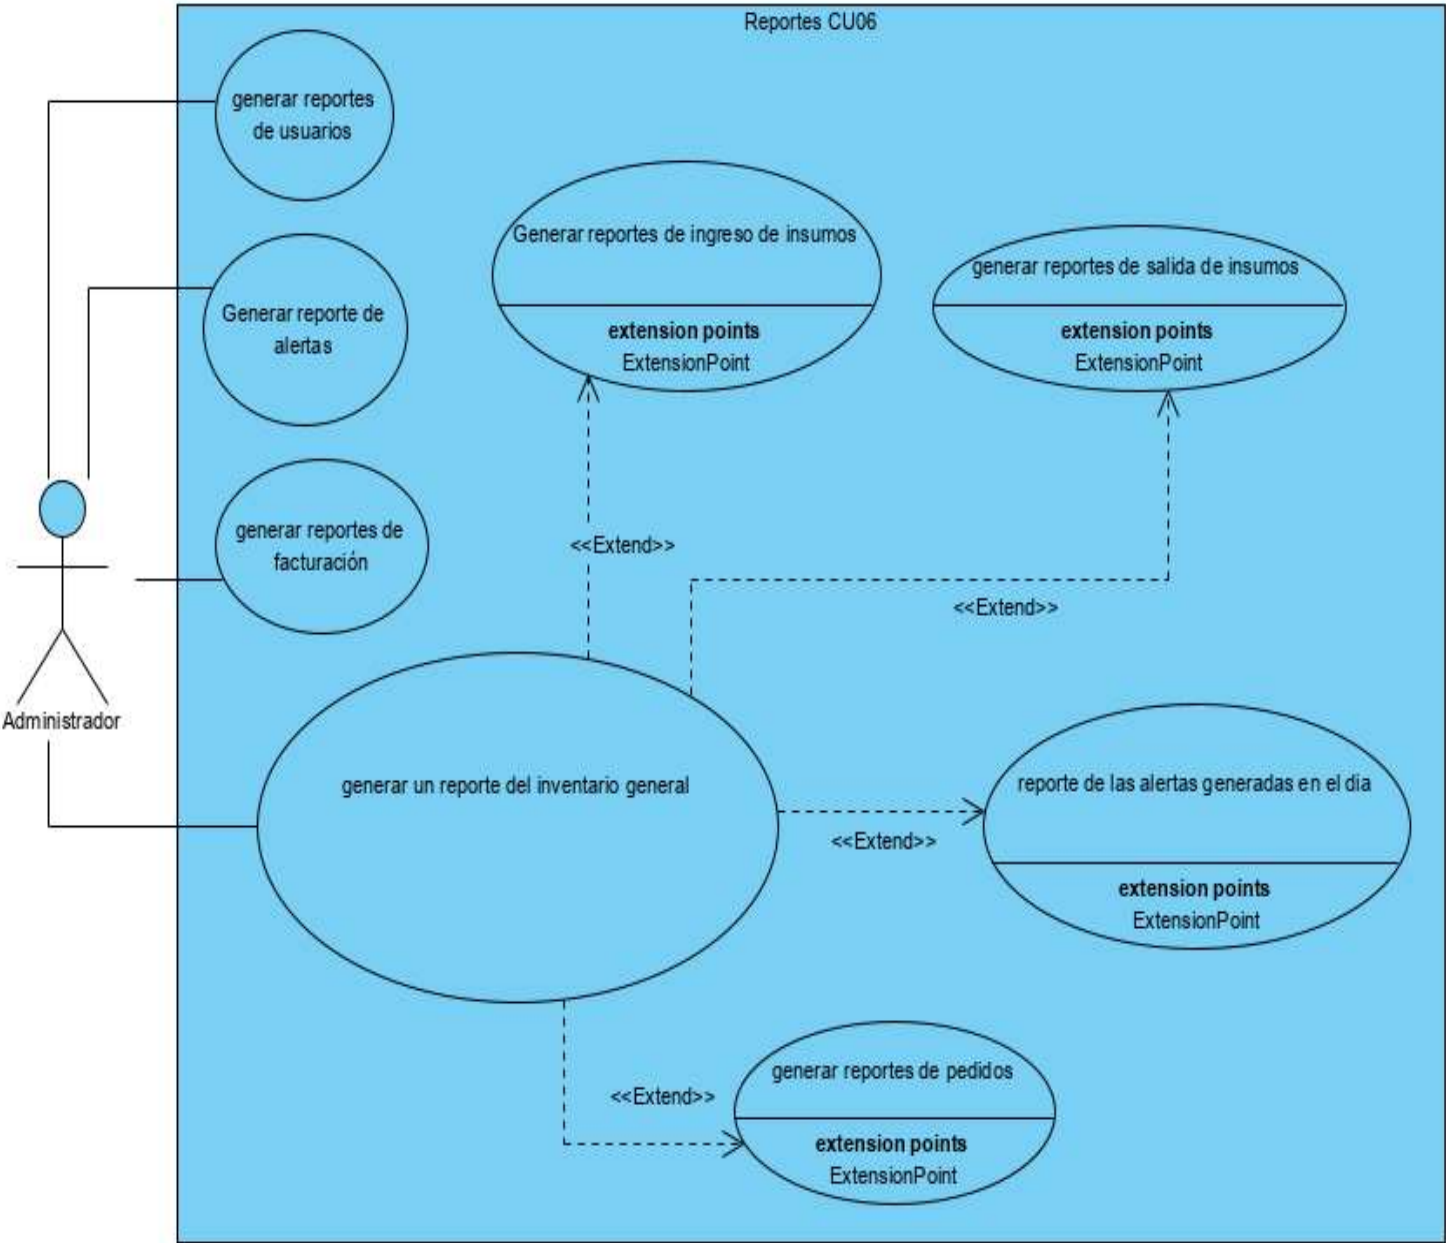 Reportes CU06
generar reportes
de usuarios
Generar reportes de ingreso de insumos
extension points
ExtensionPoint
generar reportes de salida de insumos
extension points
ExtensionPoint
Generar reporte de
alertas
generar reportes de
facturación
<<Extend>>
<<Extend>>
Administrador
generar un reporte del inventario general
<<Extend>>
reporte de las alertas generadas en el dia
extension points
ExtensionPoint
<<Extend>>
generar reportes de pedidos
extension points
ExtensionPoint